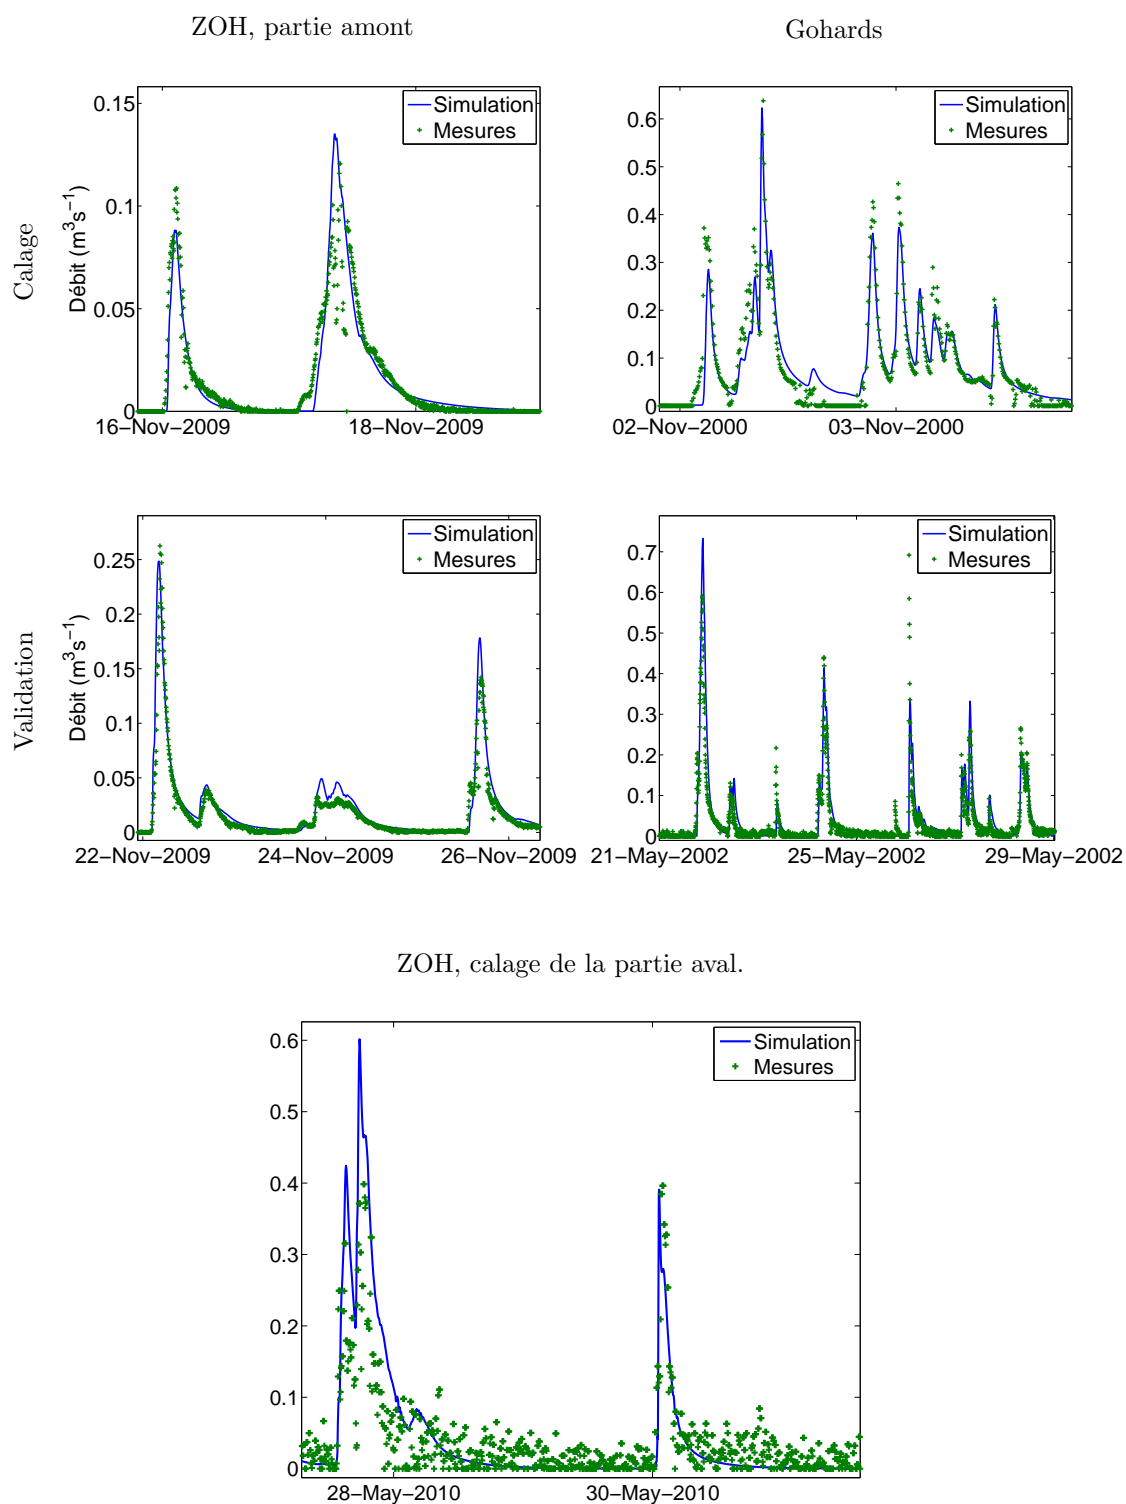 ZOH, partie amont
Gohards
Calage
Débit (m³s⁻¹)
0.15
0.1
0.05
0
16−Nov−2009
18−Nov−2009
Simulation
Mesures
0.6
0.5
0.4
0.3
0.2
0.1
0
02−Nov−2000
03−Nov−2000
Simulation
Mesures
Validation
Débit (m³s⁻¹)
0.25
0.2
0.15
0.1
0.05
0
22−Nov−2009
24−Nov−2009
26−Nov−2009
Simulation
Mesures
0.7
0.6
0.5
0.4
0.3
0.2
0.1
0
21−May−2002
25−May−2002
29−May−2002
Simulation
Mesures
ZOH, calage de la partie aval.
0.6
0.5
0.4
0.3
0.2
0.1
0
28−May−2010
30−May−2010
Simulation
Mesures